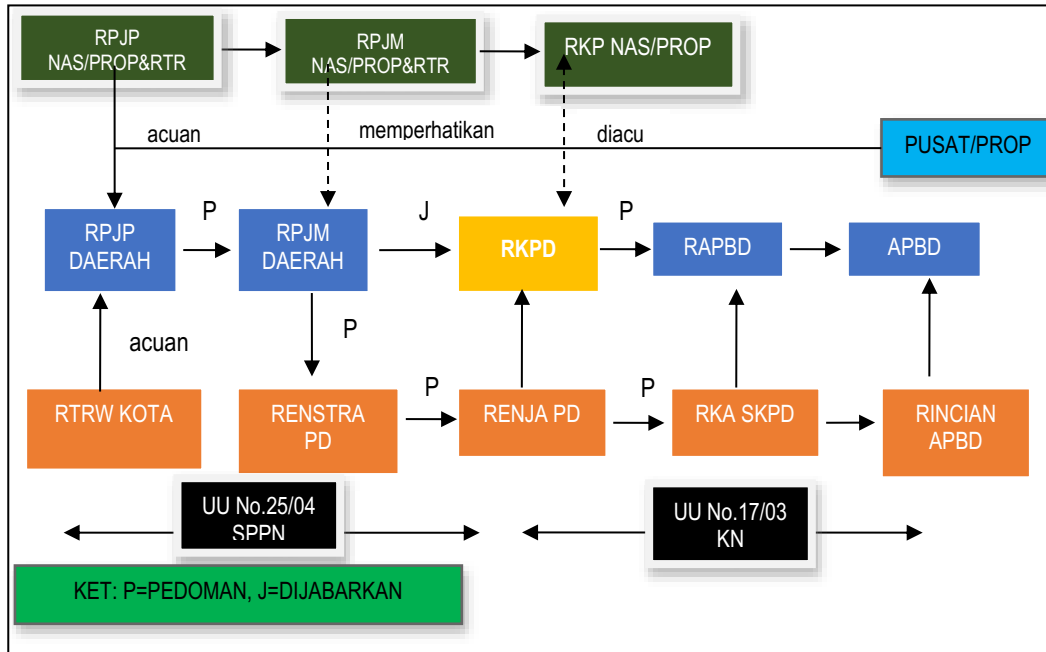 RPJP
NAS/PROP&RTR
RPJM
NAS/PROP&RTR
RKP NAS/PROP
acuan
memperhatikan
diacu
PUSAT/PROP
RPJP
DAERAH
P
RPJM
DAERAH
J
RKPD
P
RAPBD
APBD
acuan
P
RTRW KOTA
RENSTRA
PD
P
RENJA PD
P
RKA SKPD
RINCIAN
APBD
UU No.25/04
SPPN
UU No.17/03
KN
KET: P=PEDOMAN, J=DIJABARKAN